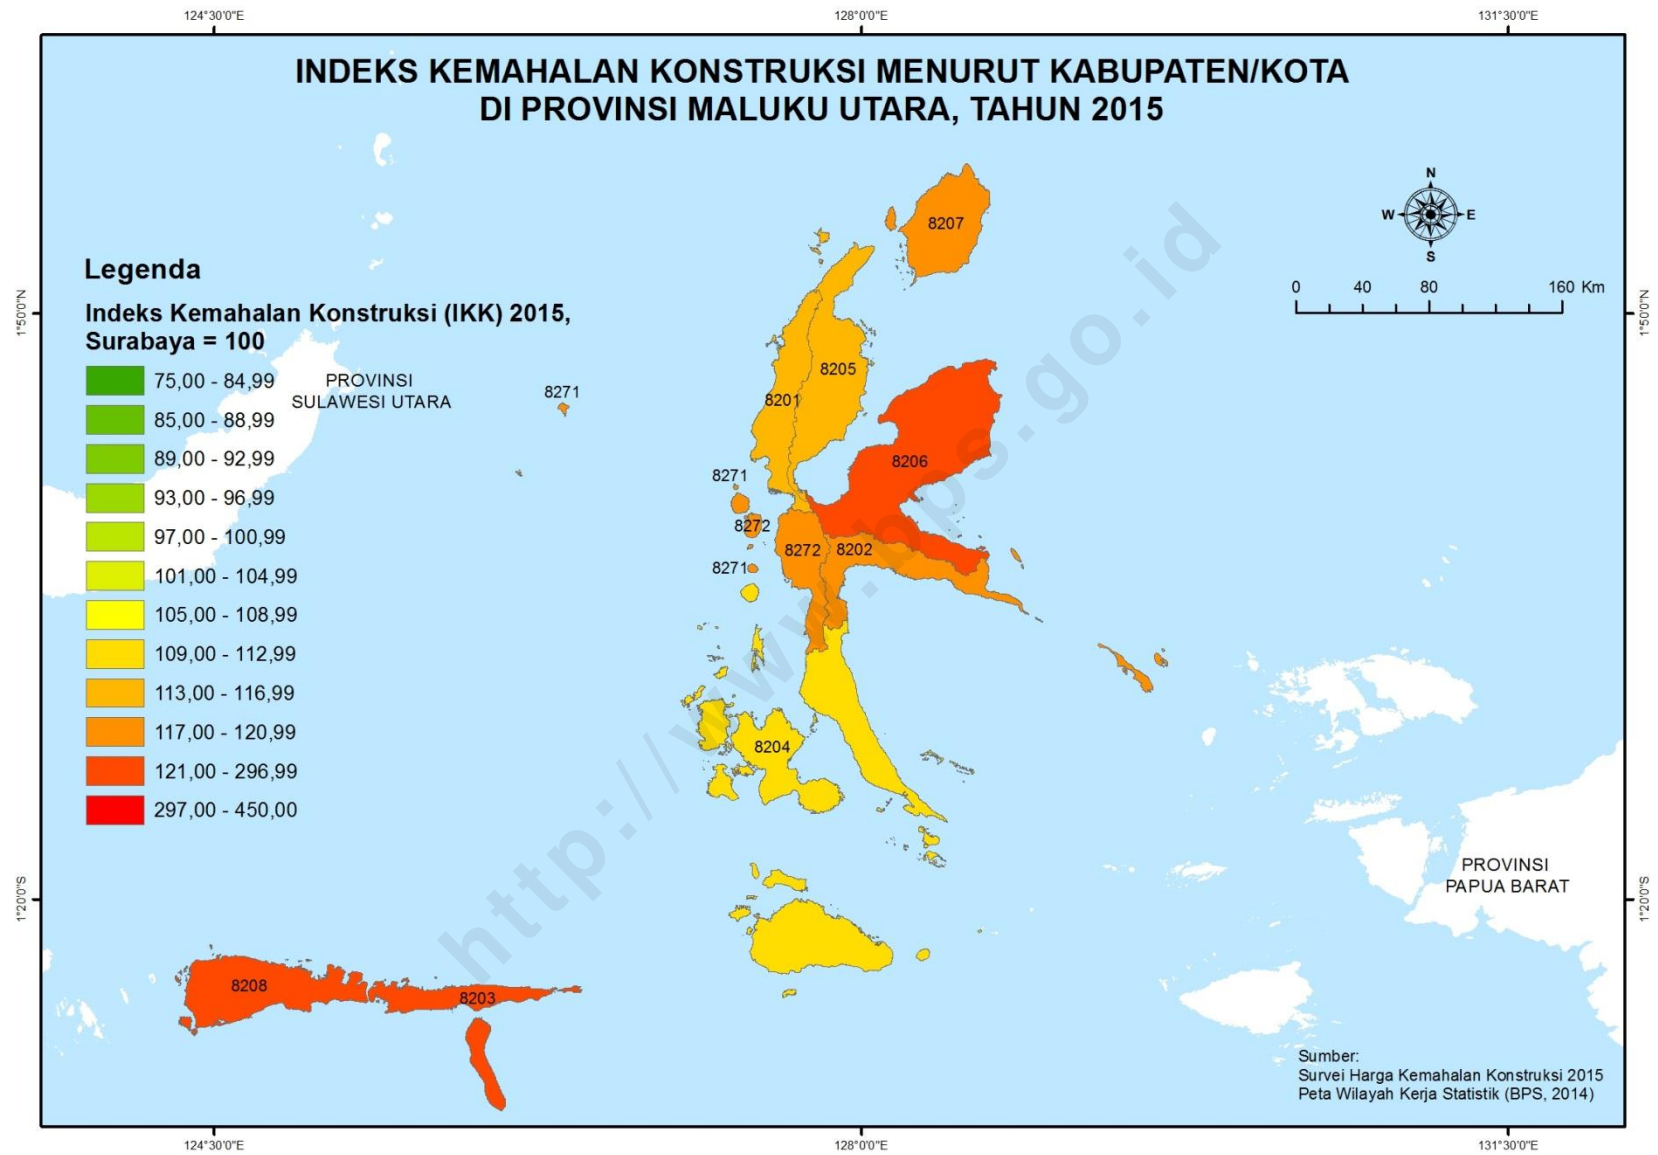 124°30'0"E
128°0'0"E
131°30'0"E
INDEKS KEMAHALAN KONSTRUKSI MENURUT KABUPATEN/KOTA
DI PROVINSI MALUKU UTARA, TAHUN 2015
N
W
E
S
0 40 80 160 Km
1°50'0"N
1°50'0"N
Legenda
Indeks Kemahalan Konstruksi (IKK) 2015,
Surabaya = 100
75,00 - 84,99
85,00 - 88,99
89,00 - 92,99
93,00 - 96,99
97,00 - 100,99
101,00 - 104,99
105,00 - 108,99
109,00 - 112,99
113,00 - 116,99
117,00 - 120,99
121,00 - 296,99
297,00 - 450,00
PROVINSI
SULAWESI UTARA
8207
8205
8201
8271
8206
8271
8272
8272
8202
8271
8204
8208
8203
PROVINSI
PAPUA BARAT
1°20'0"S
1°20'0"S
http://www.bps.go.id
Sumber:
Survei Harga Kemahalan Konstruksi 2015
Peta Wilayah Kerja Statistik (BPS, 2014)
124°30'0"E
128°0'0"E
131°30'0"E